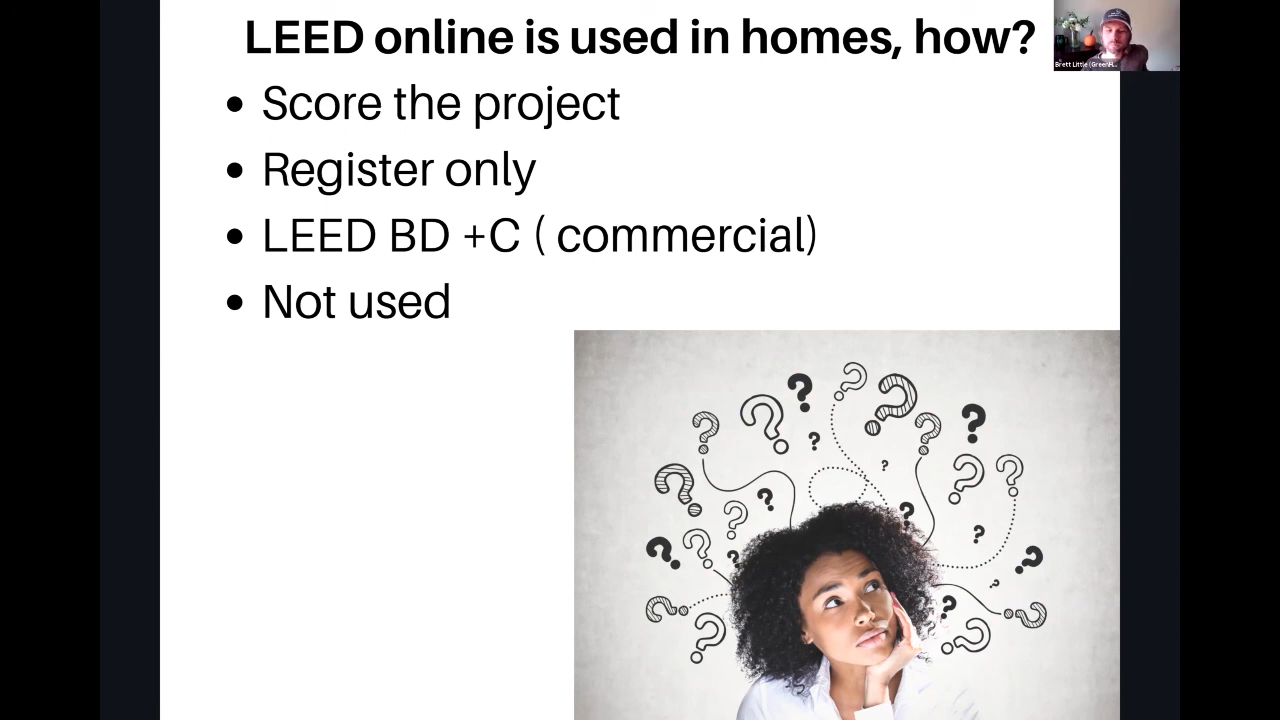 LEED online is used in homes, how?
Brett Little (GreenH...
• Score the project
• Register only
• LEED BD +C ( commercial)
• Not used